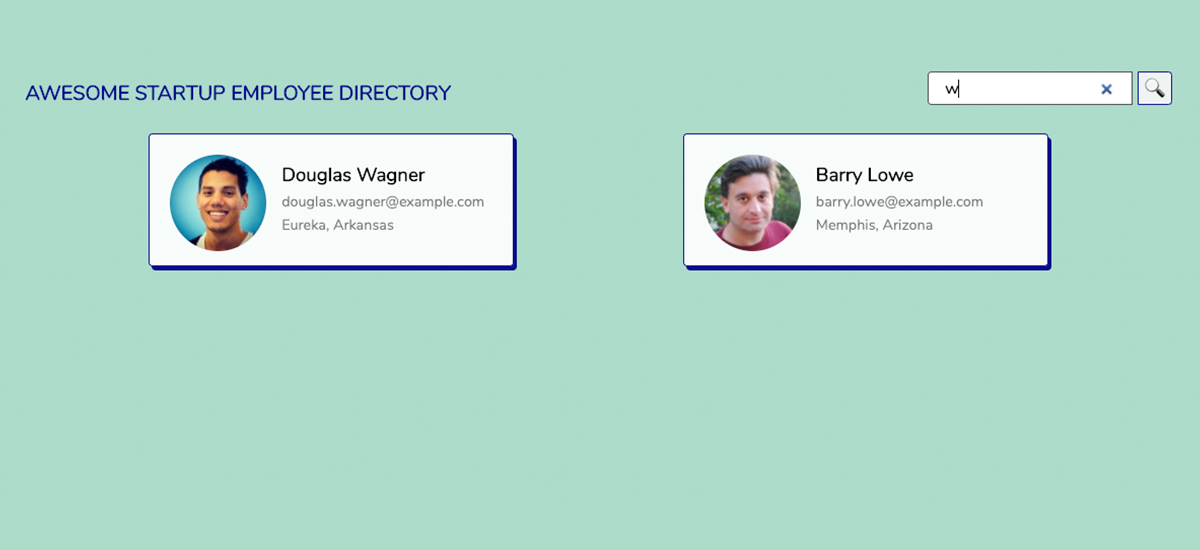 AWESOME STARTUP EMPLOYEE DIRECTORY
w
Douglas Wagner
douglas.wagner@example.com
Eureka, Arkansas
Barry Lowe
barry.lowe@example.com
Memphis, Arizona